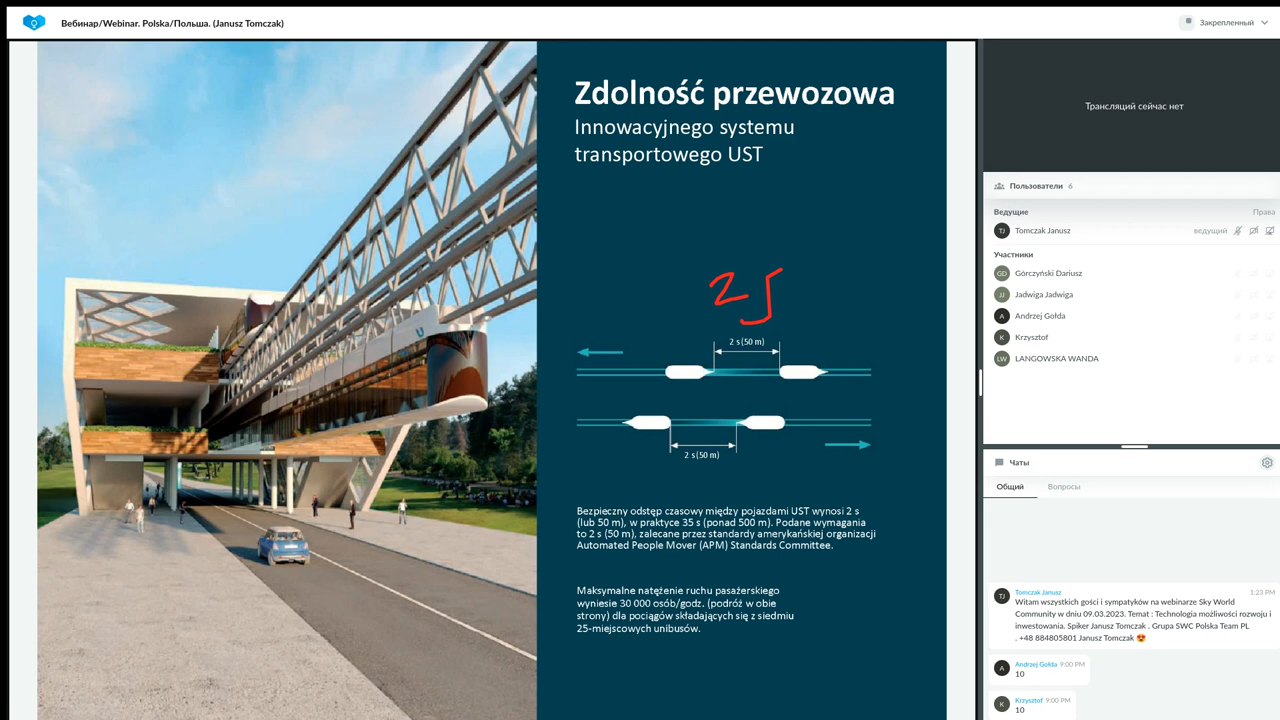 Вебинар/Webinar. Polska/Польша. (Janusz Tomczak)
Закрепленный
Zdolność przewozowa
Innowacyjnego systemu
transportowego UST
25
2 s (50 m)
2 s (50 m)
Bezpieczny odstęp czasowy między pojazdami UST wynosi 2 s
(lub 50 m), w praktyce 35 s (ponad 500 m). Podane wymagania
to 2 s (50 m), zalecane przez standardy amerykańskiej organizacji
Automated People Mover (APM) Standards Committee.
Maksymalne natężenie ruchu pasażerskiego
wyniesie 30 000 osób/godz. (podróż w obie
strony) dla pociągów składających się z siedmiu
25-miejscowych unibusów.
Трансляций сейчас нет
Пользователи 6
Ведущие Права
TJ Tomczak Janusz ведущий
Участники
GD Górczyński Dariusz
JJ Jadwiga Jadwiga
A Andrzej Gołda
K Krzysztof
LW LANGOWSKA WANDA
Чаты
Общий Вопросы
TJ Tomczak Janusz 1:23 PM
Witam wszystkich gości i sympatyków na webinarze Sky World
Community w dniu 09.03.2023. Temat : Technologia możliwości rozwoju i
inwestowania. Spiker Janusz Tomczak . Grupa SWC Polska Team PL
. +48 884805801 Janusz Tomczak 😍
A Andrzej Gołda 9:00 PM
10
K Krzysztof 9:00 PM
10